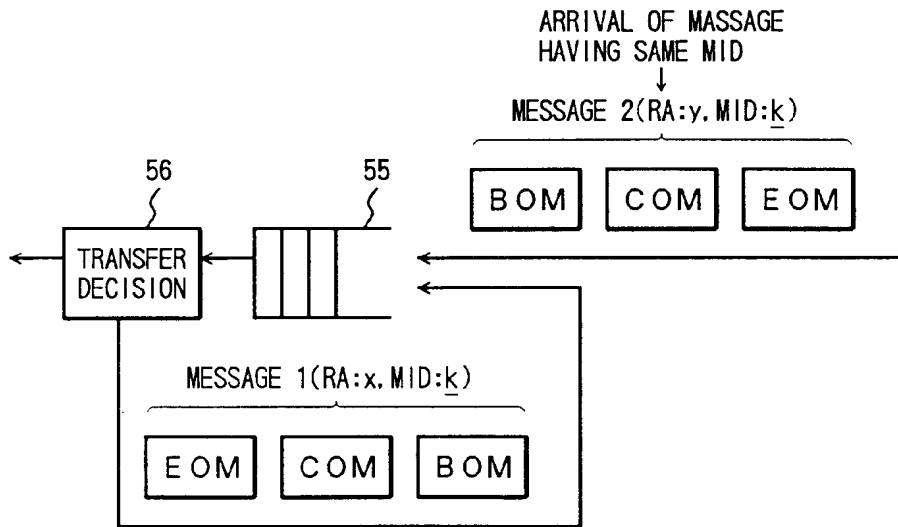 ARRIVAL OF MASSAGE
HAVING SAME MID
MESSAGE 2(RA:y, MID:k)
56
55
BOM COM EOM
TRANSFER
DECISION
MESSAGE 1(RA:x, MID:k)
EOM COM BOM